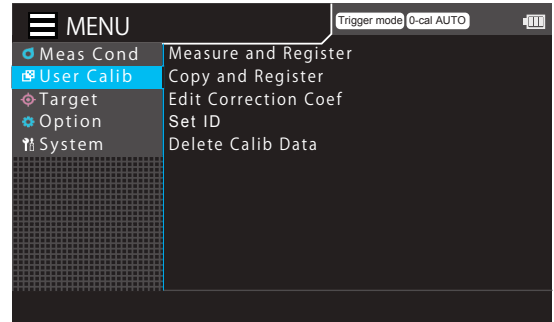 MENU
Trigger mode 0-cal AUTO
Meas Cond
User Calib
Target
Option
System
Measure and Register
Copy and Register
Edit Correction Coef
Set ID
Delete Calib Data